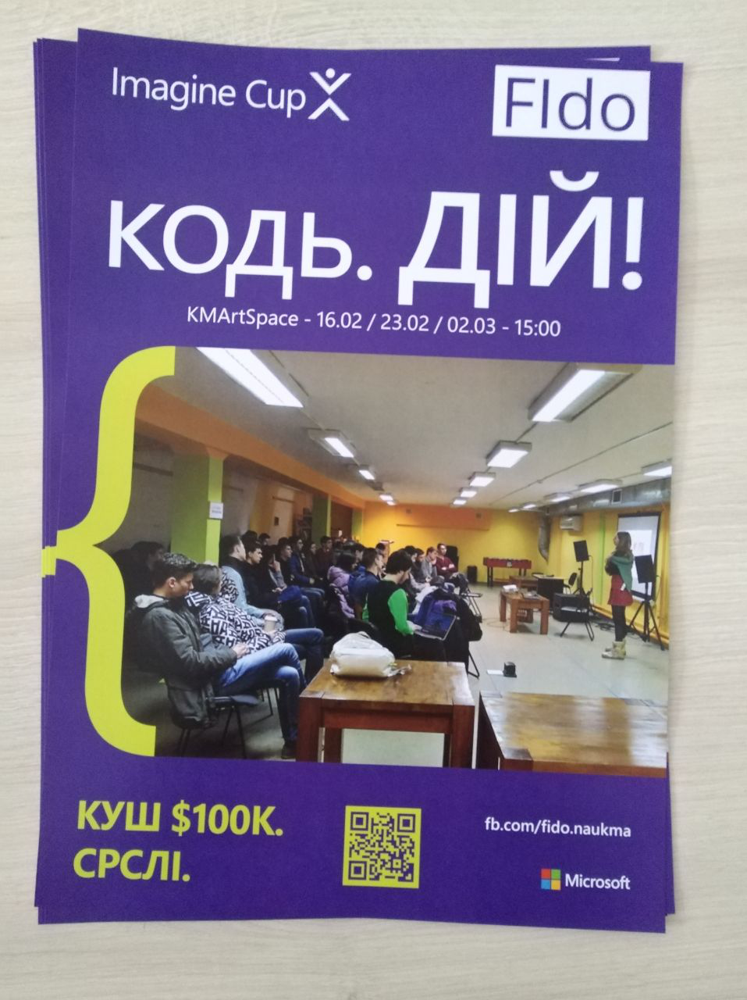 Imagine Cup
FIdo
КОДЬ. ДІЙ!
KMArtSpace - 16.02 / 23.02 / 02.03 - 15:00
КУШ $100K.
СРСЛІ.
fb.com/fido.naukma
Microsoft